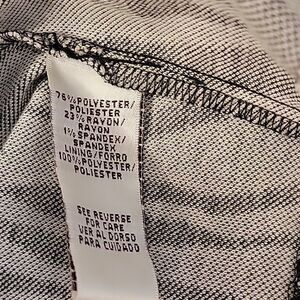 76%POLYESTER/
POLIESTER
23%RAYON/
RAYON
1%SPANDEX/
SPANDEX
LINING/FORRO
100%POLYESTER/
POLIESTER
SEE REVERSE
FOR CARE
VER AL DORSO
PARA CUIDADO